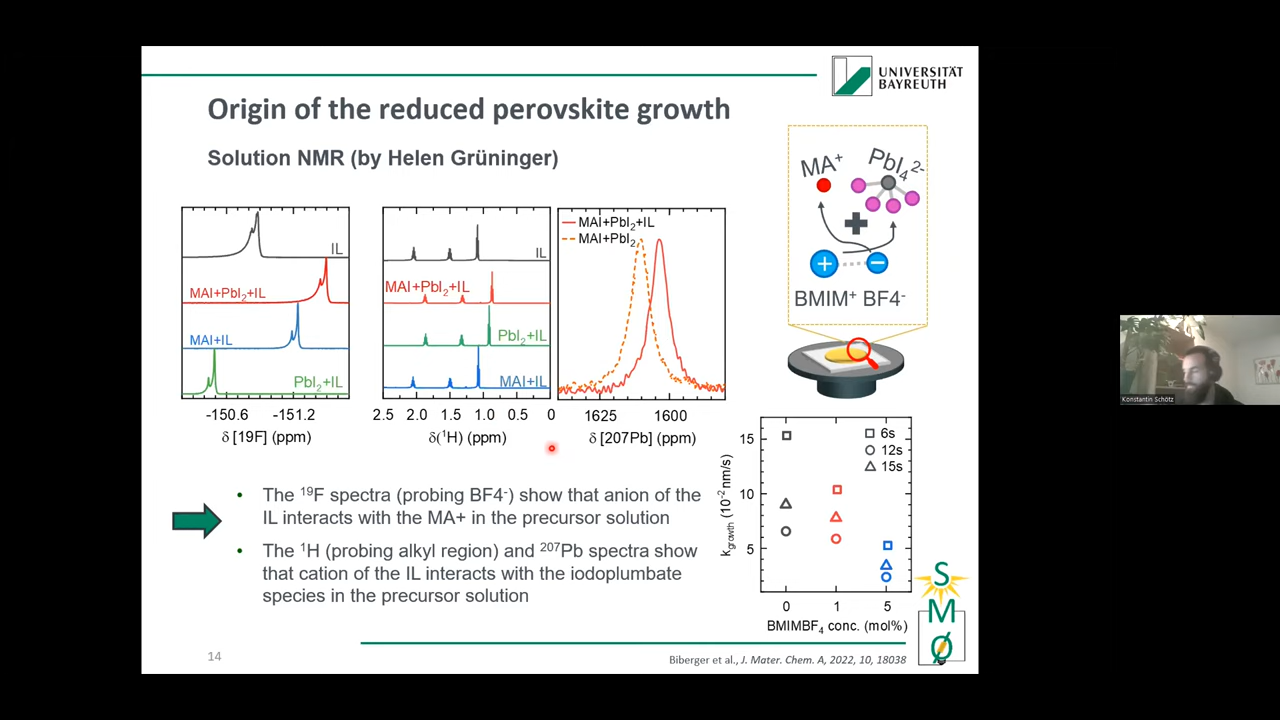 UNIVERSITÄT
BAYREUTH
Origin of the reduced perovskite growth
Solution NMR (by Helen Grüninger)
IL
MAI+PbI₂+IL
MAI+IL
PbI₂+IL
-150.6 -151.2
δ [19F] (ppm)
IL
MAI+PbI₂+IL
PbI₂+IL
MAI+IL
2.5 2.0 1.5 1.0 0.5 0
δ(¹H) (ppm)
MAI+PbI₂+IL
MAI+PbI₂
1625 1600
δ [207Pb] (ppm)
MA⁺ PbI₄²⁻
BMIM⁺ BF4⁻
• The ¹⁹F spectra (probing BF4⁻) show that anion of the
IL interacts with the MA+ in the precursor solution
• The ¹H (probing alkyl region) and ²⁰⁷Pb spectra show
that cation of the IL interacts with the iodoplumbate
species in the precursor solution
6s
12s
15s
15
10
5
k_growth (10⁻² nm/s)
0 1 5
BMIMBF₄ conc. (mol%)
S
M
Ø
14
Biberger et al., J. Mater. Chem. A, 2022, 10, 18038
Konstantin Schötz